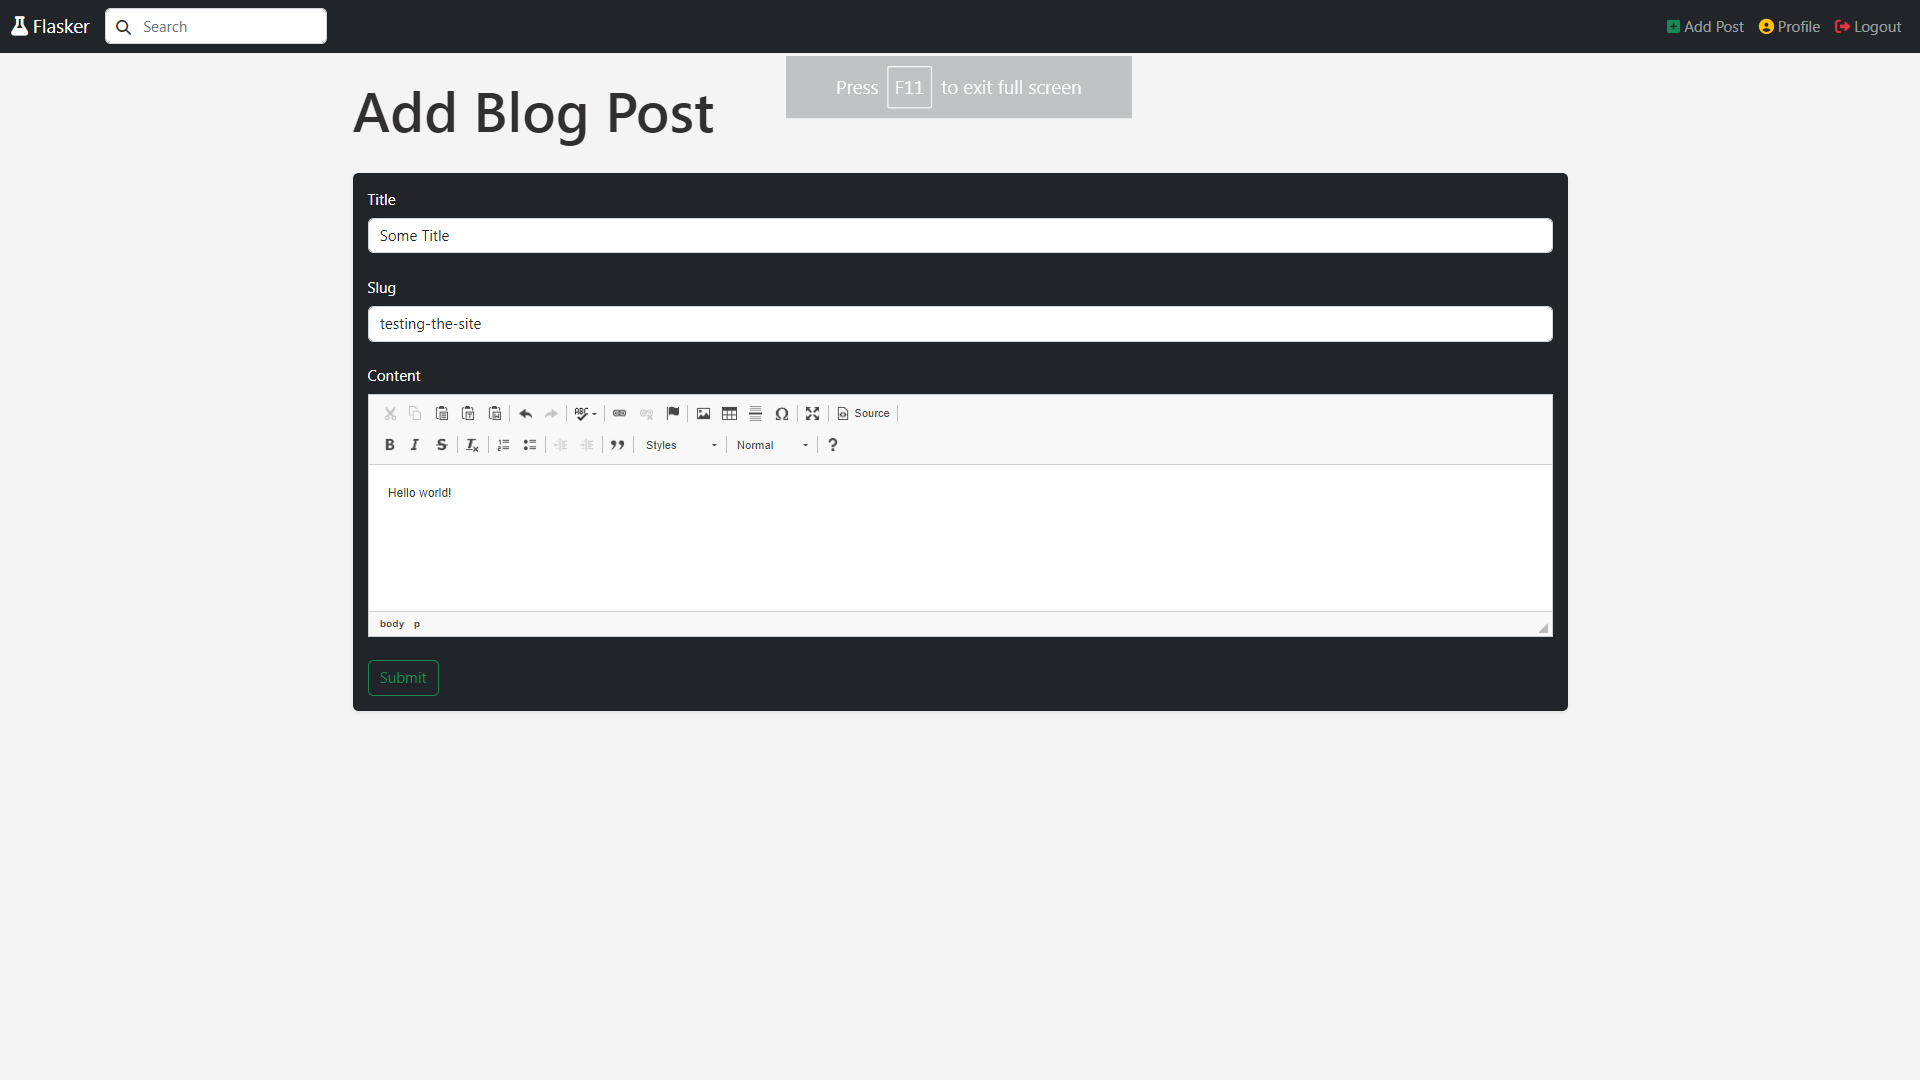 Flasker Search Add Post Profile Logout
Press F11 to exit full screen
Add Blog Post
Title
Some Title
Slug
testing-the-site
Content
ABC Source
B I S Styles Normal ?
Hello world!
body p
Submit